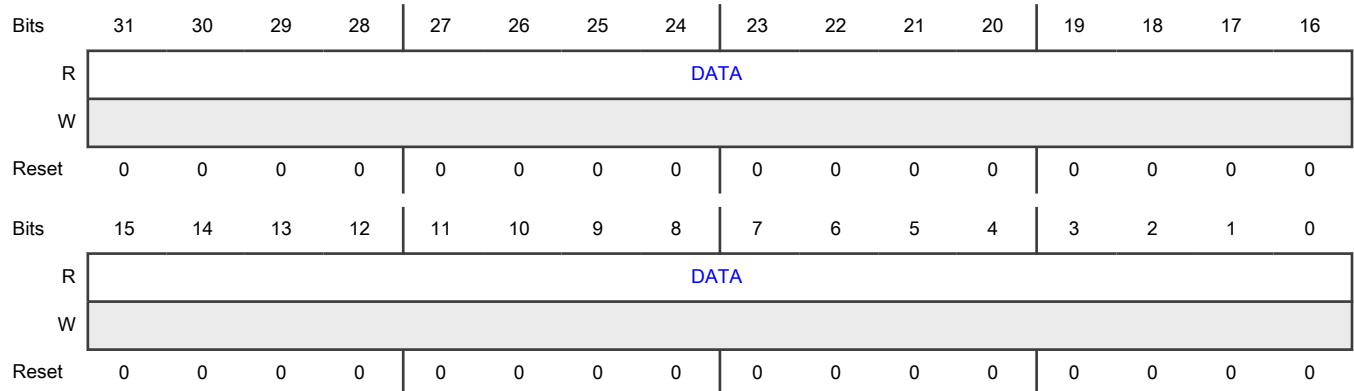 Bits 31 30 29 28 27 26 25 24 23 22 21 20 19 18 17 16
R DATA
W
Reset 0 0 0 0 0 0 0 0 0 0 0 0 0 0 0 0
Bits 15 14 13 12 11 10 9 8 7 6 5 4 3 2 1 0
R DATA
W
Reset 0 0 0 0 0 0 0 0 0 0 0 0 0 0 0 0